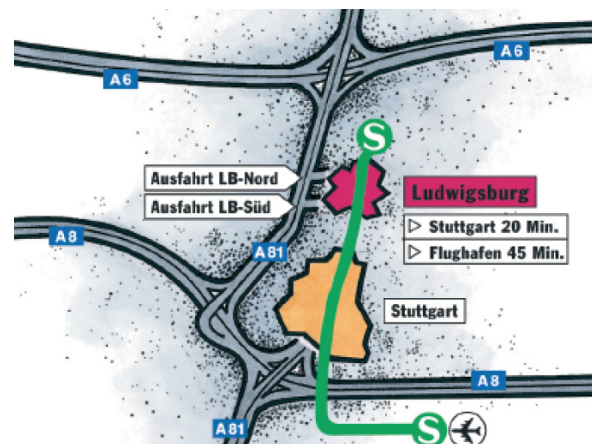 A6
A6
S
Ausfahrt LB-Nord
Ausfahrt LB-Süd
Ludwigsburg
▷ Stuttgart 20 Min.
▷ Flughafen 45 Min.
A8
A81
Stuttgart
A8
A81
S